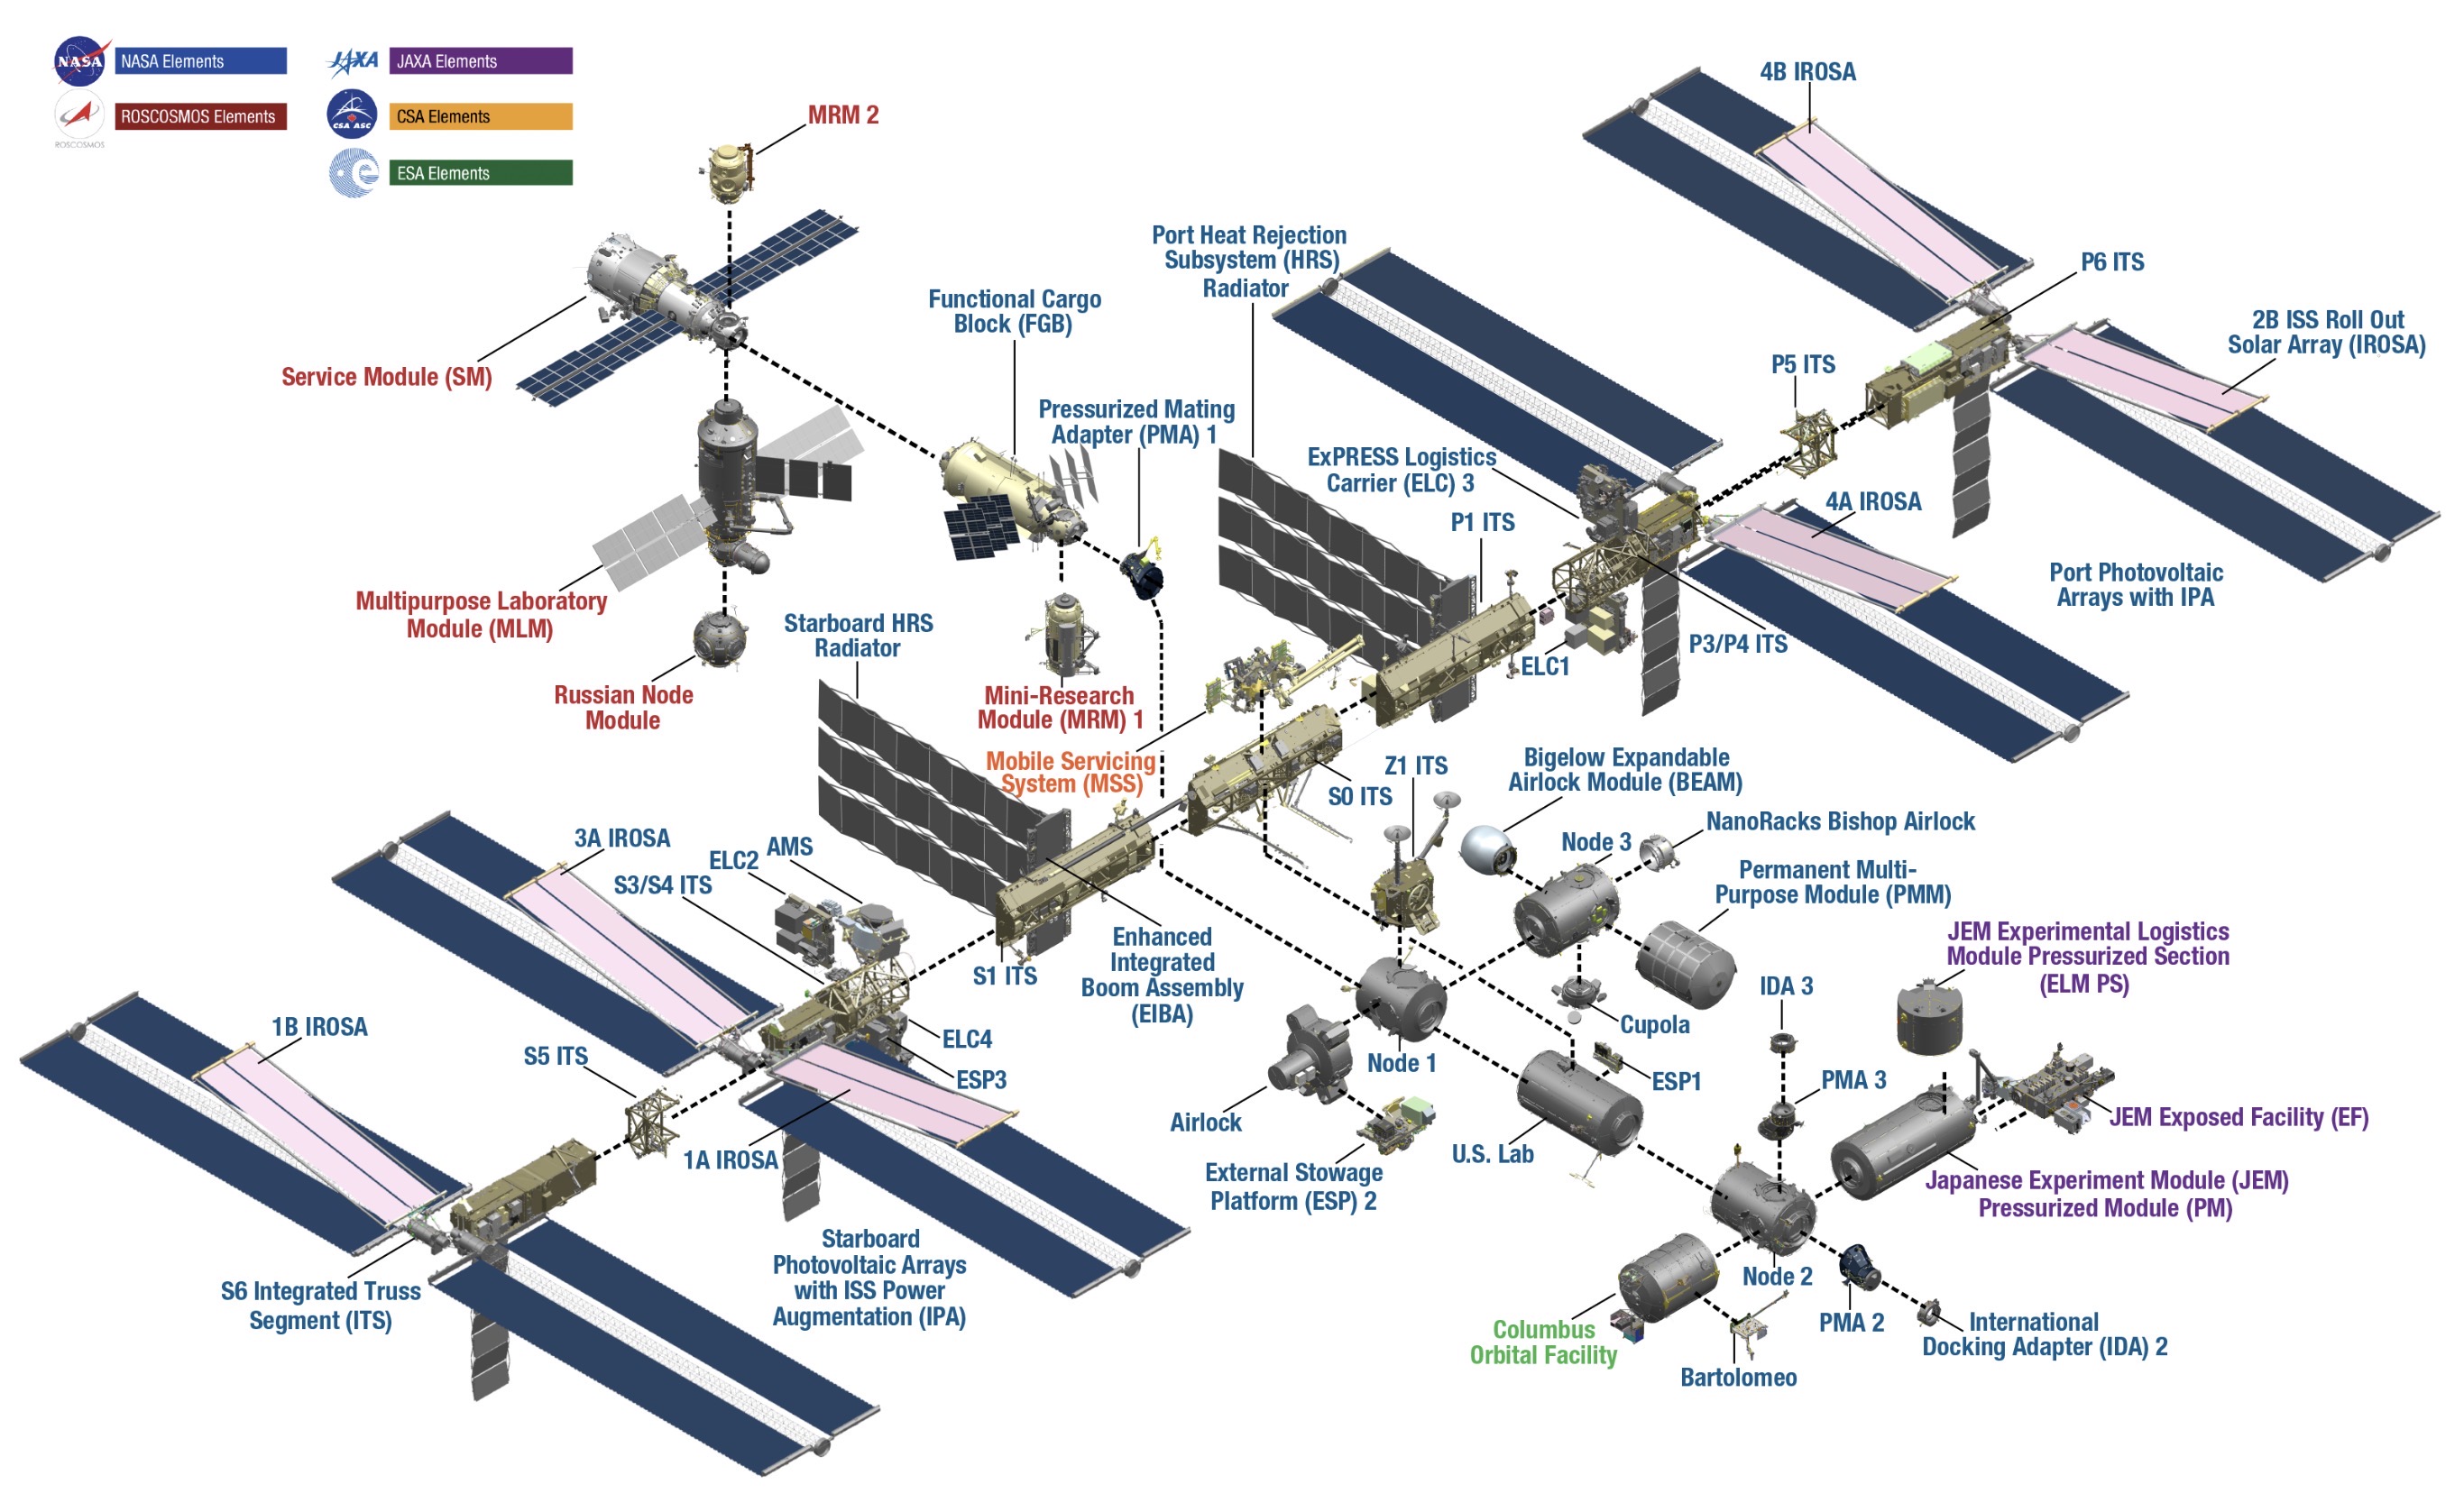 NASA
NASA Elements
ROSCOSMOS
ROSCOSMOS Elements
JAXA
JAXA Elements
CSA ASC
CSA Elements
ESA Elements
MRM 2
Service Module (SM)
Functional Cargo
Block (FGB)
Pressurized Mating
Adapter (PMA) 1
Multipurpose Laboratory
Module (MLM)
Russian Node
Module
Mini-Research
Module (MRM) 1
Mobile Servicing
System (MSS)
Port Heat Rejection
Subsystem (HRS)
Radiator
ExPRESS Logistics
Carrier (ELC) 3
P1 ITS
4B IROSA
P6 ITS
2B ISS Roll Out
Solar Array (IROSA)
P5 ITS
4A IROSA
Port Photovoltaic
Arrays with IPA
P3/P4 ITS
ELC1
Starboard HRS
Radiator
S0 ITS
Z1 ITS
Bigelow Expandable
Airlock Module (BEAM)
Node 3
NanoRacks Bishop Airlock
Permanent Multi-
Purpose Module (PMM)
JEM Experimental Logistics
Module Pressurized Section
(ELM PS)
3A IROSA
ELC2
AMS
S3/S4 ITS
S1 ITS
Enhanced
Integrated
Boom Assembly
(EIBA)
Cupola
IDA 3
1B IROSA
S5 ITS
ELC4
ESP3
1A IROSA
Node 1
Airlock
ESP1
PMA 3
JEM Exposed Facility (EF)
U.S. Lab
External Stowage
Platform (ESP) 2
Japanese Experiment Module (JEM)
Pressurized Module (PM)
S6 Integrated Truss
Segment (ITS)
Starboard
Photovoltaic Arrays
with ISS Power
Augmentation (IPA)
Node 2
PMA 2
International
Docking Adapter (IDA) 2
Columbus
Orbital Facility
Bartolomeo